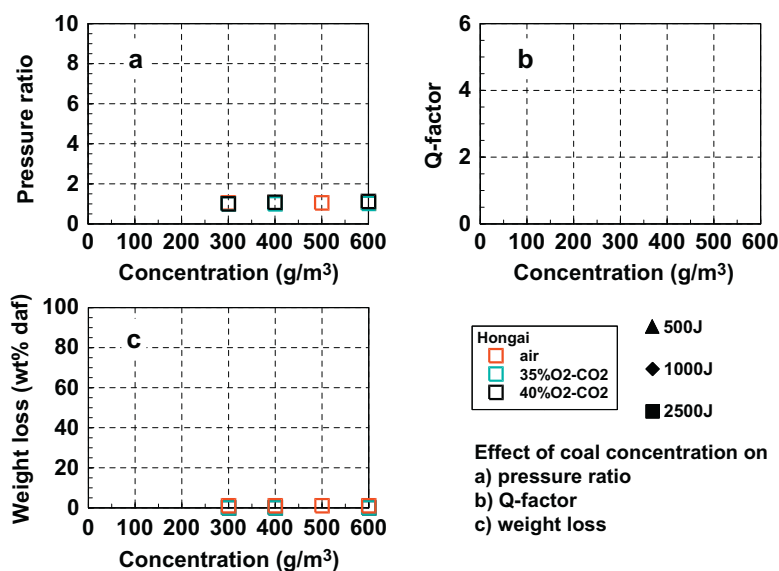 10
8
6
4
2
0
Pressure ratio
a
0 100 200 300 400 500 600
Concentration (g/m³)
6
4
2
0
Q-factor
b
0 100 200 300 400 500 600
Concentration (g/m³)
100
80
60
40
20
0
Weight loss (wt% daf)
c
0 100 200 300 400 500 600
Concentration (g/m³)
Hongai
air
35%O2-CO2
40%O2-CO2
500J
1000J
2500J
Effect of coal concentration on
a) pressure ratio
b) Q-factor
c) weight loss